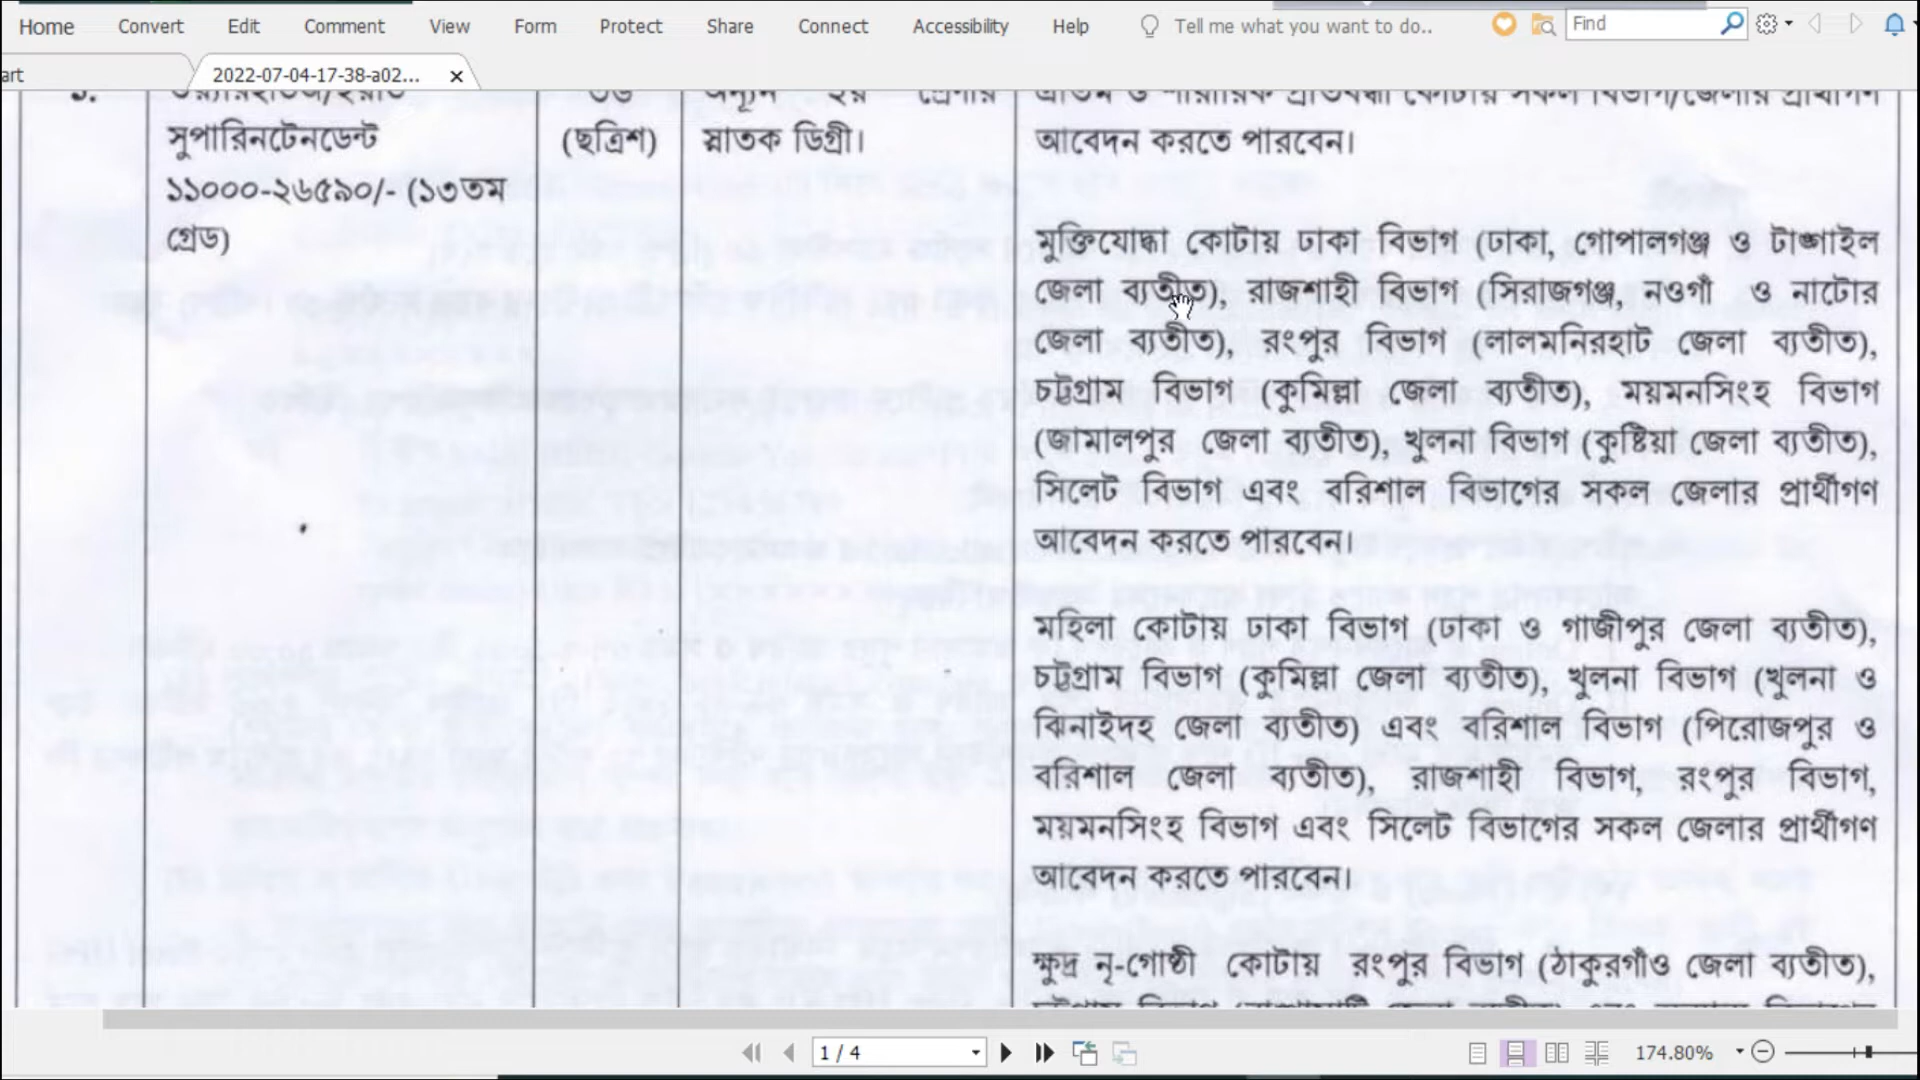 Home Convert Edit Comment View Form Protect Share Connect Accessibility Help Tell me what you want to do.. Find
art 2022-07-04-17-38-a02...
সুপারিনটেনডেন্ট
১১০০০-২৬৫৯০/- (১৩তম
গ্রেড)
(ছত্রিশ)
স্নাতক ডিগ্রী।
আবেদন করতে পারবেন।
মুক্তিযোদ্ধা কোটায় ঢাকা বিভাগ (ঢাকা, গোপালগঞ্জ ও টাঙ্গাইল
জেলা ব্যতীত), রাজশাহী বিভাগ (সিরাজগঞ্জ, নওগাঁ ও নাটোর
জেলা ব্যতীত), রংপুর বিভাগ (লালমনিরহাট জেলা ব্যতীত),
চট্টগ্রাম বিভাগ (কুমিল্লা জেলা ব্যতীত), ময়মনসিংহ বিভাগ
(জামালপুর জেলা ব্যতীত), খুলনা বিভাগ (কুষ্টিয়া জেলা ব্যতীত),
সিলেট বিভাগ এবং বরিশাল বিভাগের সকল জেলার প্রার্থীগণ
আবেদন করতে পারবেন।
মহিলা কোটায় ঢাকা বিভাগ (ঢাকা ও গাজীপুর জেলা ব্যতীত),
চট্টগ্রাম বিভাগ (কুমিল্লা জেলা ব্যতীত), খুলনা বিভাগ (খুলনা ও
ঝিনাইদহ জেলা ব্যতীত) এবং বরিশাল বিভাগ (পিরোজপুর ও
বরিশাল জেলা ব্যতীত), রাজশাহী বিভাগ, রংপুর বিভাগ,
ময়মনসিংহ বিভাগ এবং সিলেট বিভাগের সকল জেলার প্রার্থীগণ
আবেদন করতে পারবেন।
ক্ষুদ্র নৃ-গোষ্ঠী কোটায় রংপুর বিভাগ (ঠাকুরগাঁও জেলা ব্যতীত),
1 / 4 174.80%